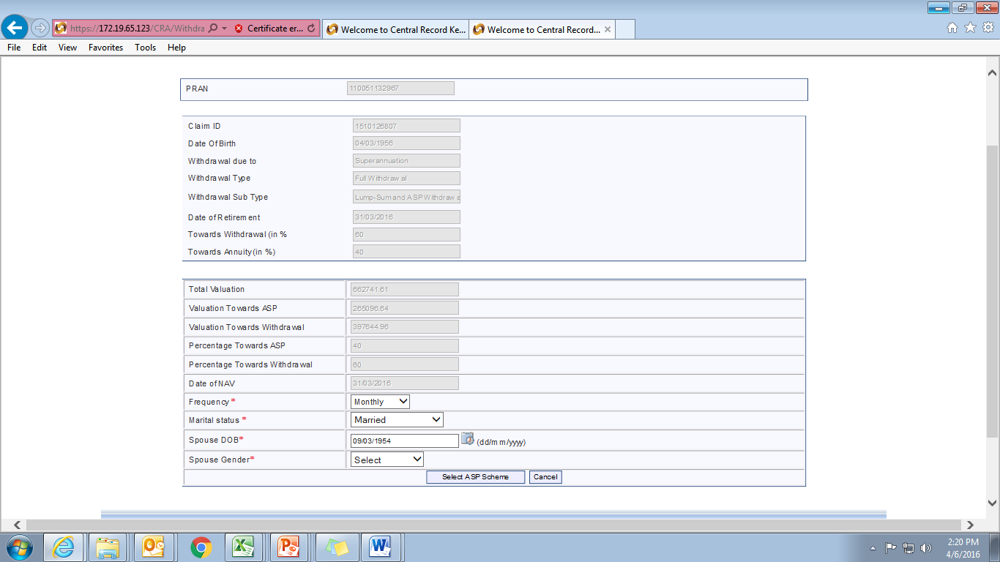 https://172.19.65.123/CRA/Withdra Certificate er... Welcome to Central Record Ke... Welcome to Central Record...
File Edit View Favorites Tools Help
PRAN 110051132967
Claim ID 1510126807
Date Of Birth 04/03/1956
Withdrawal due to Superannuation
Withdrawal Type Full Withdrawal
Withdrawal Sub Type Lump-Sum and ASP Withdrawa
Date of Retirement 31/03/2016
Towards Withdrawal (in % 60
Towards Annuity(in %) 40
Total Valuation 662741.61
Valuation Towards ASP 265096.64
Valuation Towards Withdrawal 397644.96
Percentage Towards ASP 40
Percentage Towards Withdrawal 60
Date of NAV 31/03/2016
Frequency* Monthly
Marital status * Married
Spouse DOB* 09/03/1954 (dd/mm/yyyy)
Spouse Gender* Select
Select ASP Scheme Cancel
2:20 PM
4/6/2016